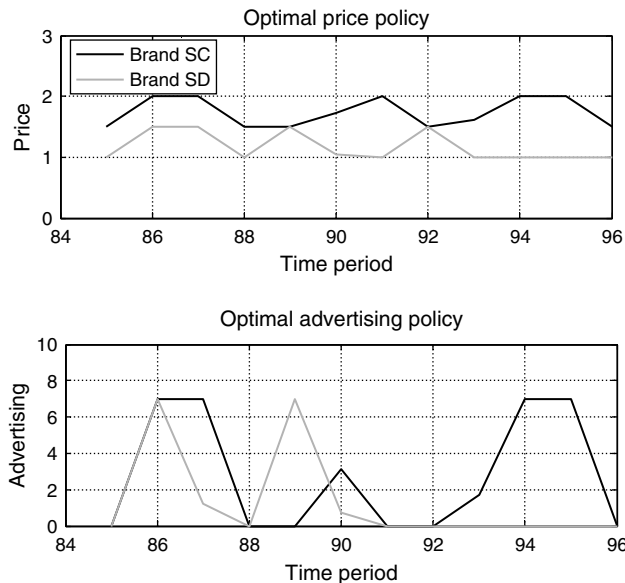 Optimal price policy
3
2
1
0
Price
Brand SC
Brand SD
84 86 88 90 92 94 96
Time period
Optimal advertising policy
10
8
6
4
2
0
Advertising
84 86 88 90 92 94 96
Time period